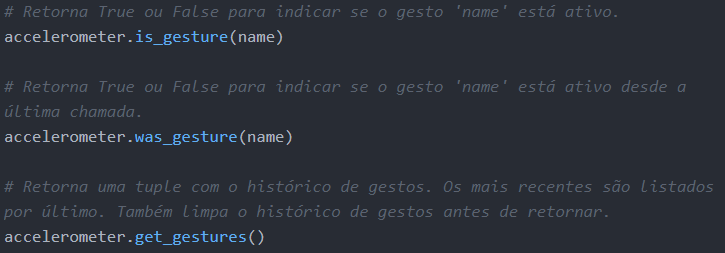 # Retorna True ou False para indicar se o gesto 'name' está ativo.
accelerometer.is_gesture(name)
# Retorna True ou False para indicar se o gesto 'name' está ativo desde a
última chamada.
accelerometer.was_gesture(name)
# Retorna uma tuple com o histórico de gestos. Os mais recentes são listados
por último. Também limpa o histórico de gestos antes de retornar.
accelerometer.get_gestures()